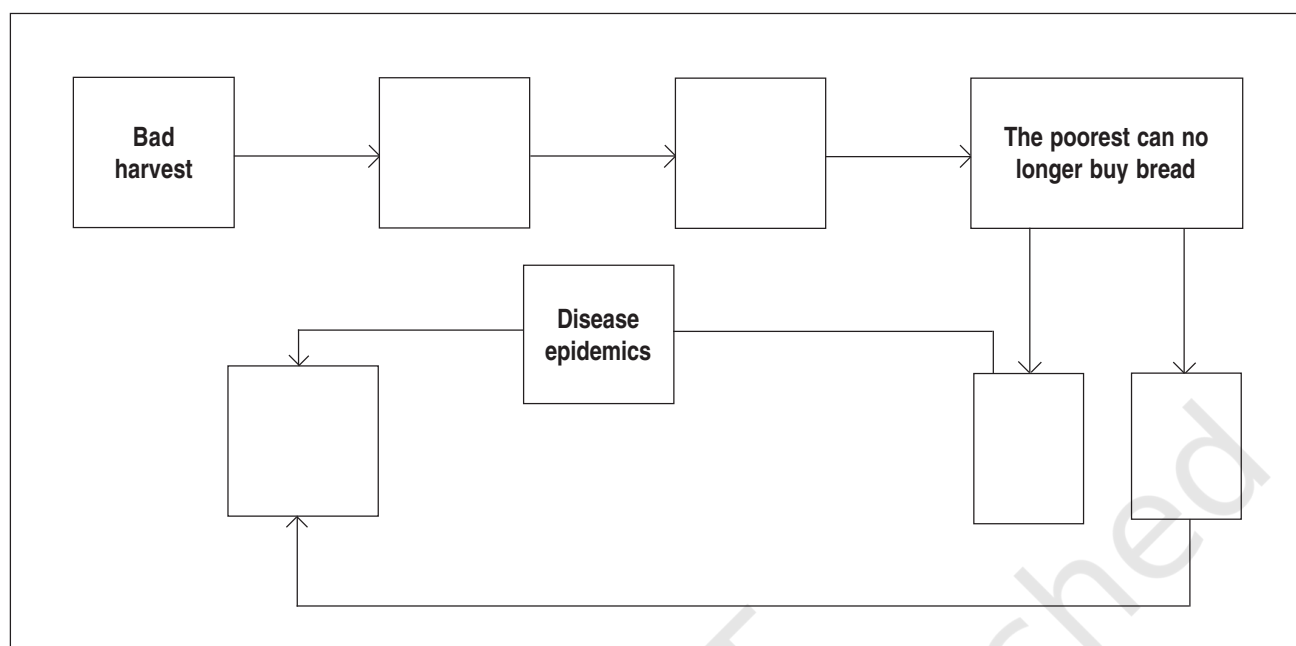 Bad
harvest
The poorest can no
longer buy bread
Disease
epidemics